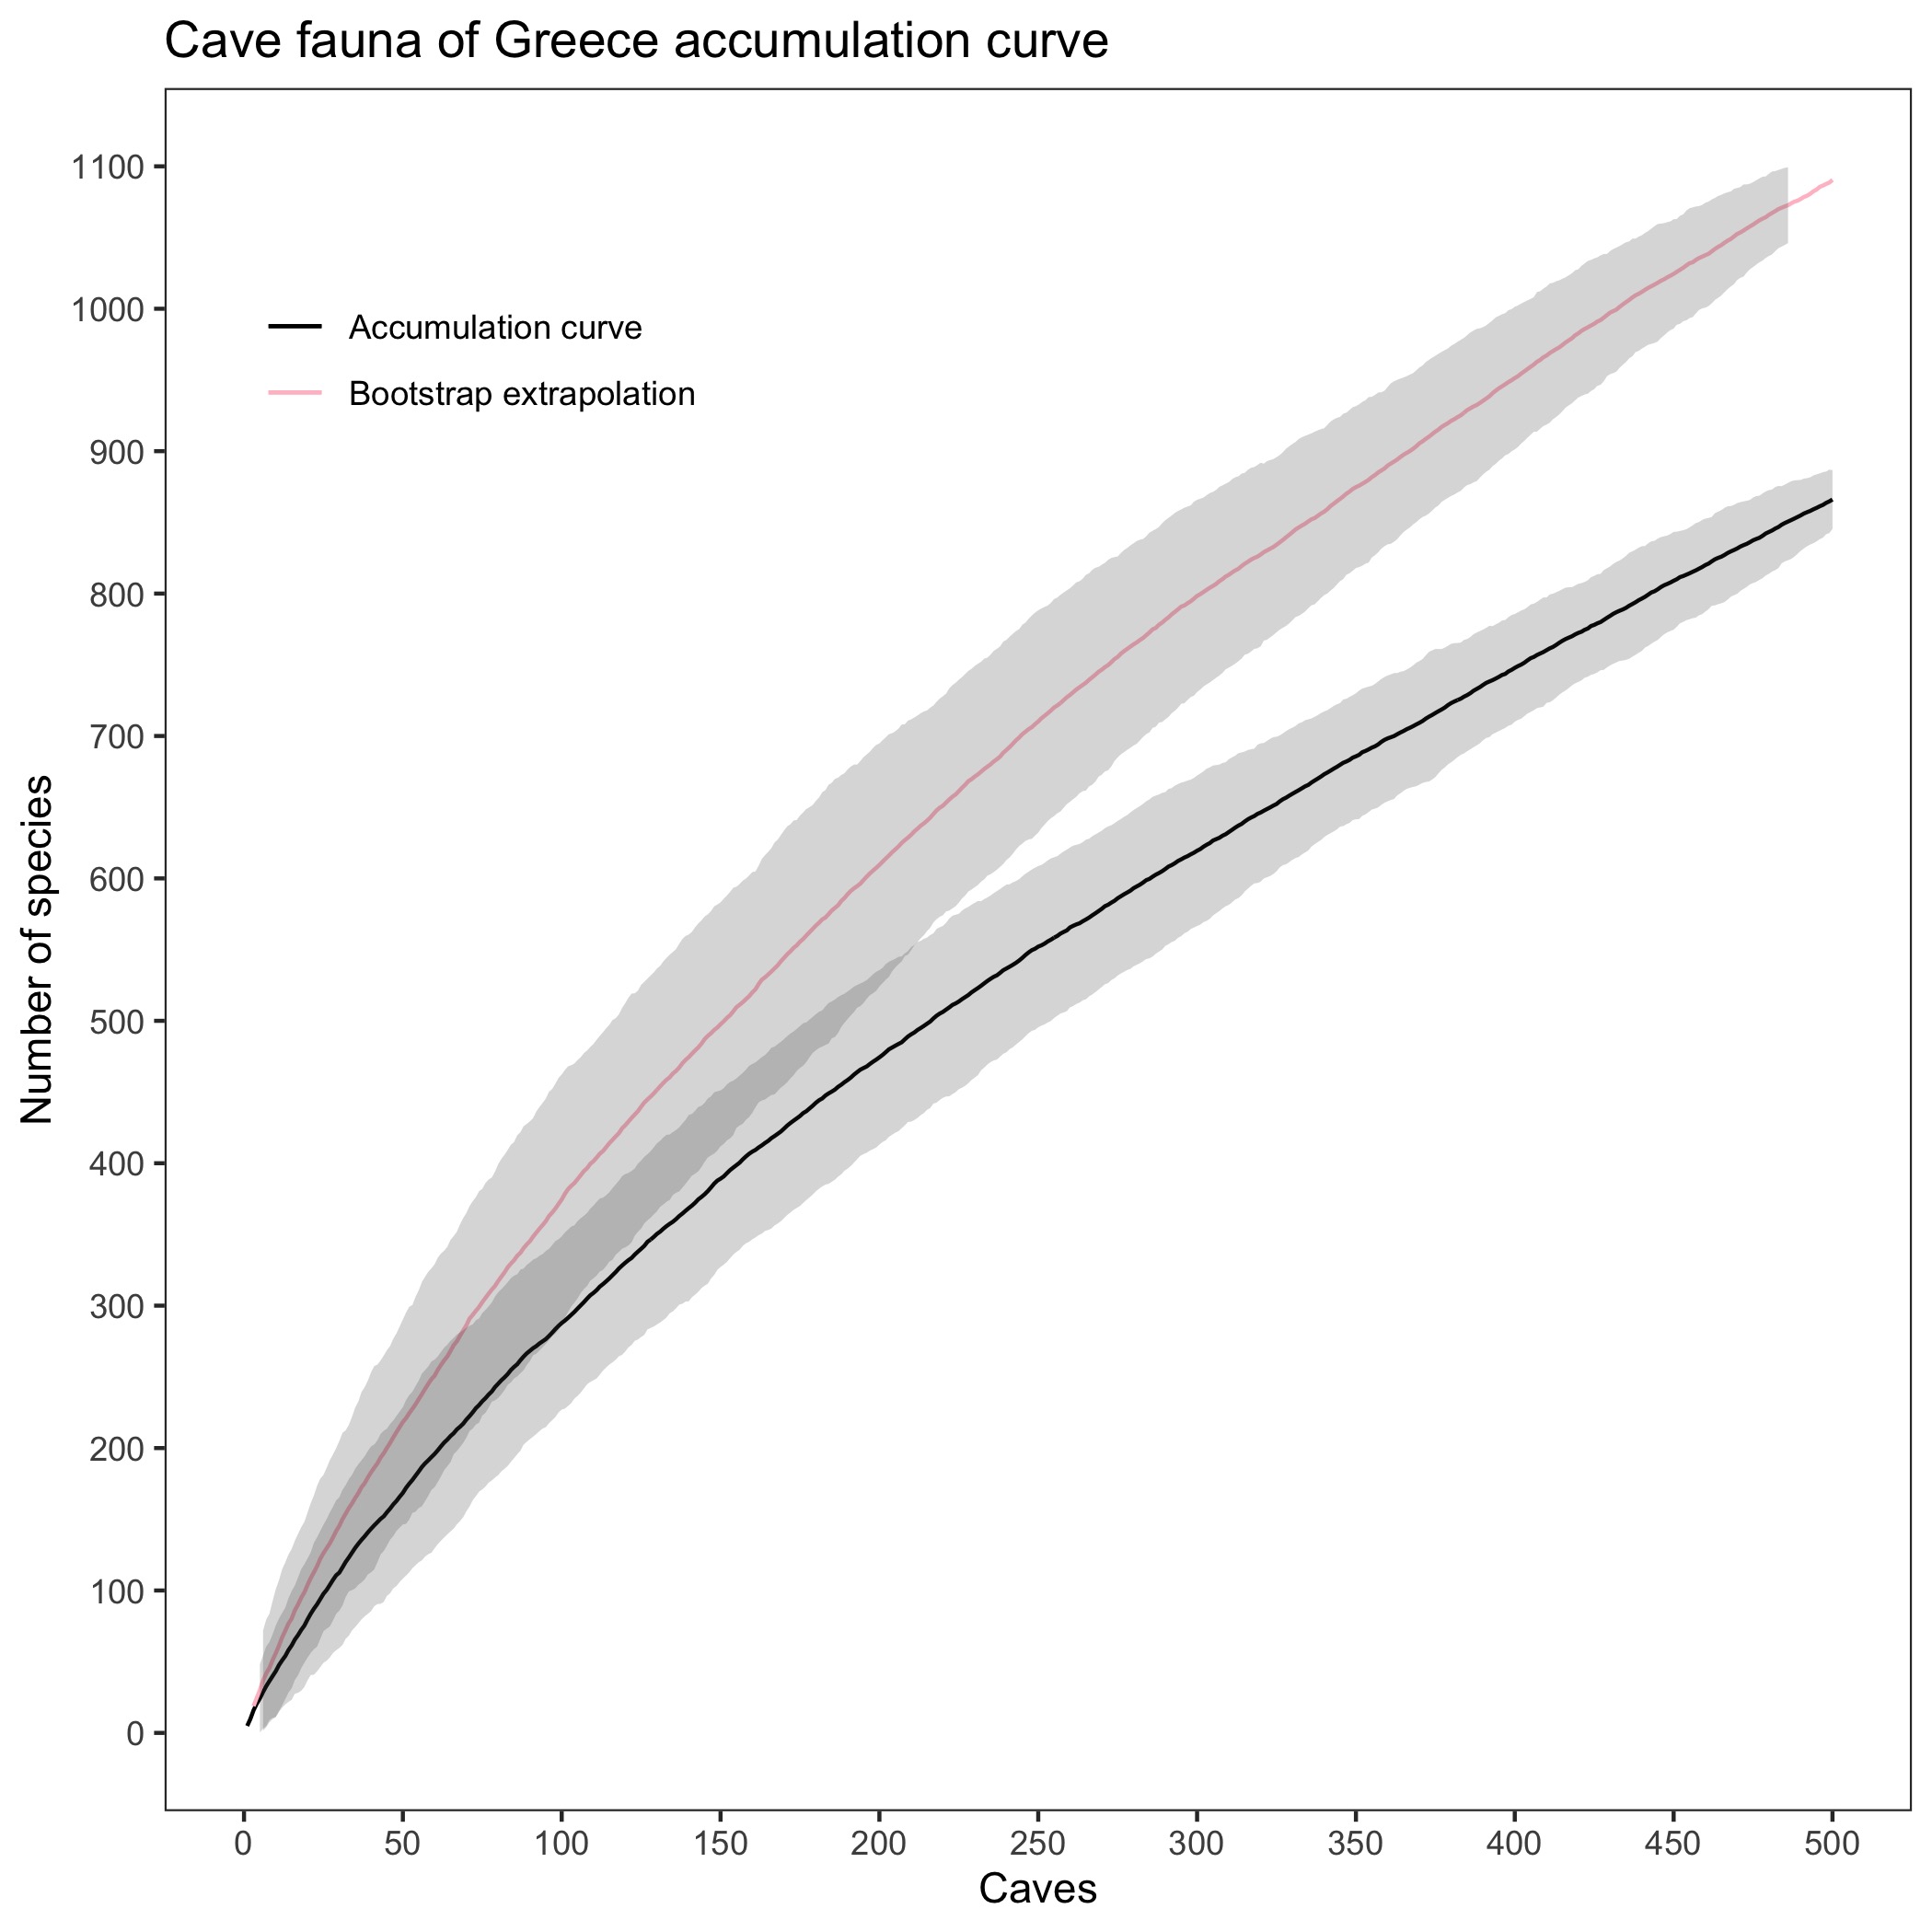 Cave fauna of Greece accumulation curve
Number of species
1100
1000
900
800
700
600
500
400
300
200
100
0
Accumulation curve
Bootstrap extrapolation
0 50 100 150 200 250 300 350 400 450 500
Caves